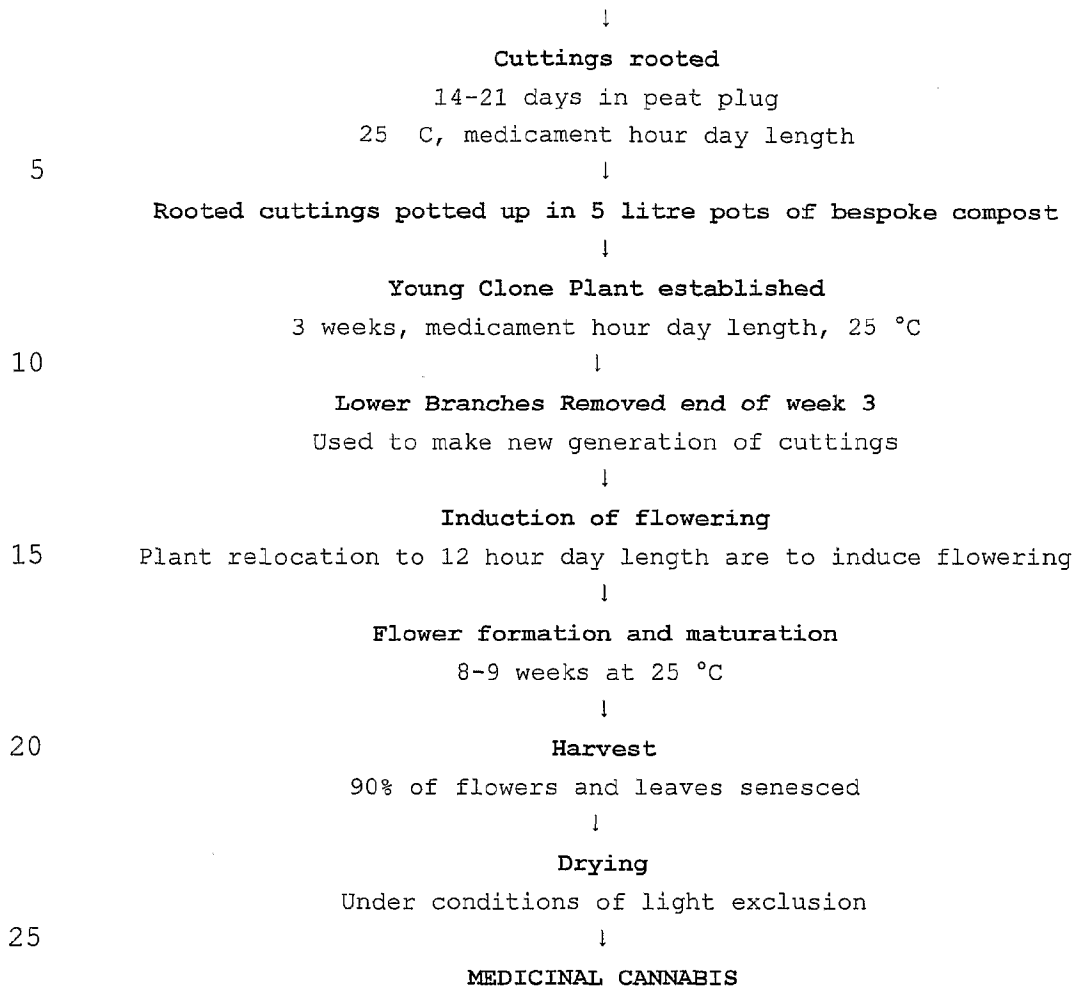 ↓
Cuttings rooted
14-21 days in peat plug
25 C, medicament hour day length
5 ↓
Rooted cuttings potted up in 5 litre pots of bespoke compost
↓
Young Clone Plant established
3 weeks, medicament hour day length, 25 °C
10 ↓
Lower Branches Removed end of week 3
Used to make new generation of cuttings
↓
Induction of flowering
15 Plant relocation to 12 hour day length are to induce flowering
↓
Flower formation and maturation
8-9 weeks at 25 °C
↓
20 Harvest
90% of flowers and leaves senesced
↓
Drying
Under conditions of light exclusion
25 ↓
MEDICINAL CANNABIS